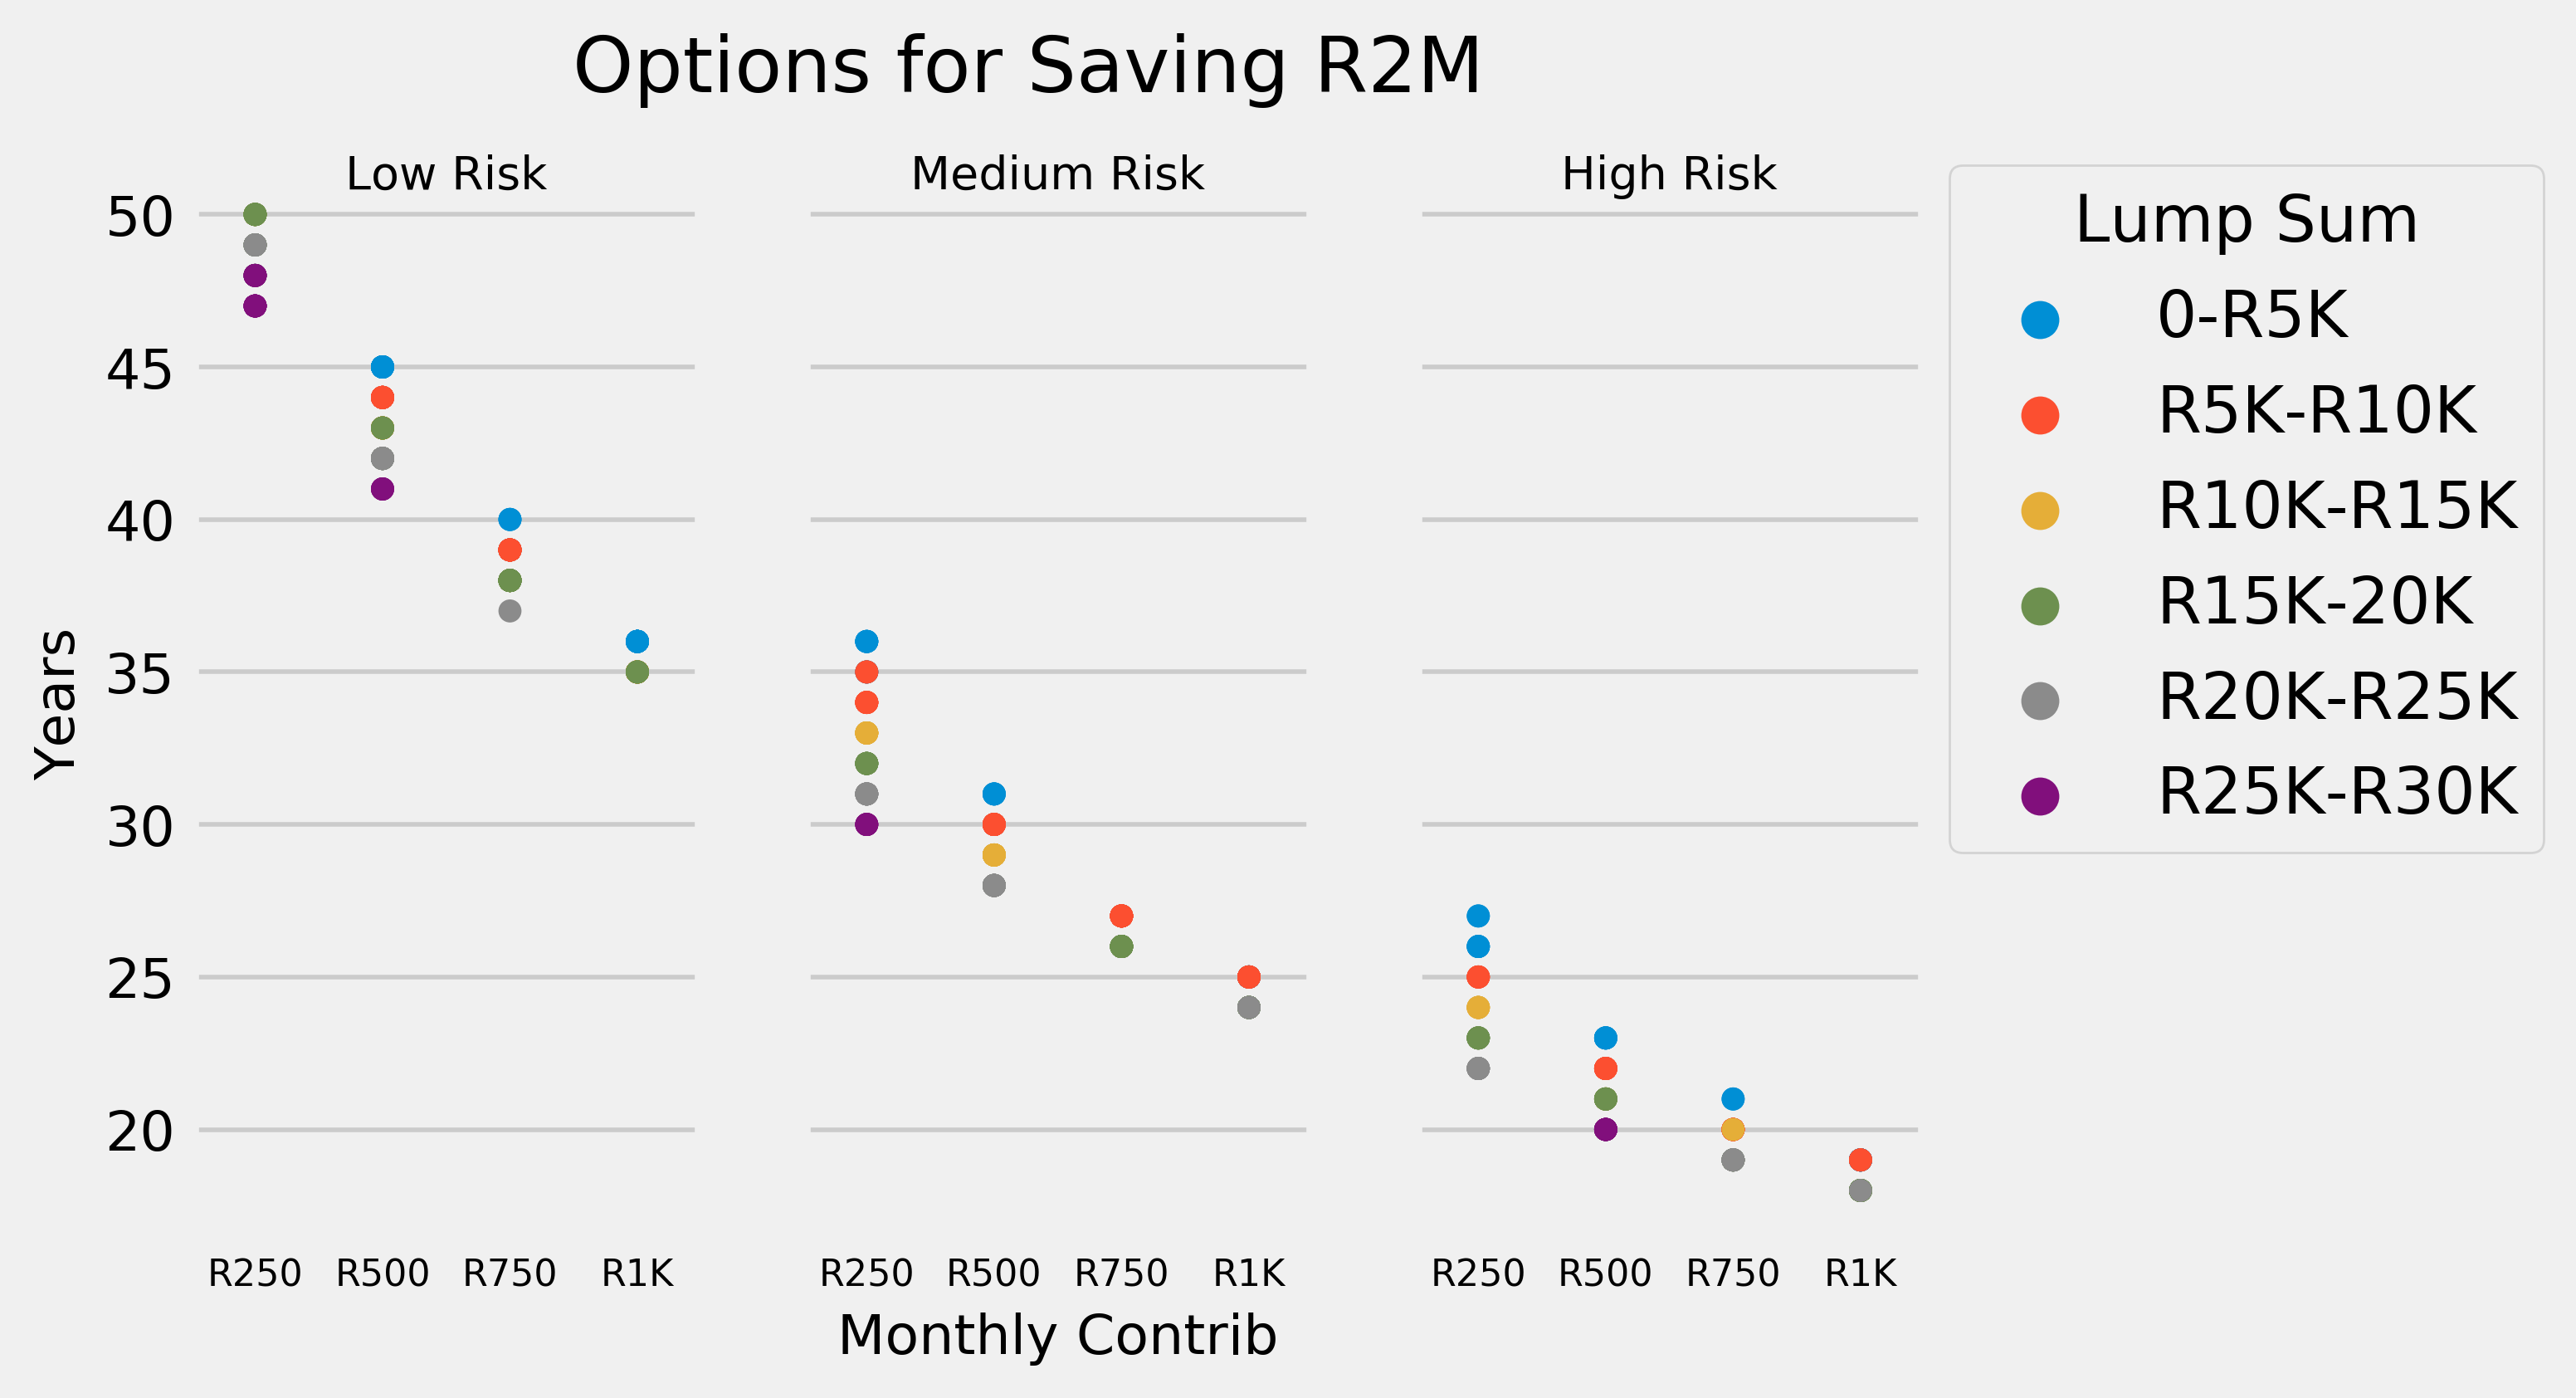 Options for Saving R2M
Low Risk
Medium Risk
High Risk
50
45
40
35
30
25
20
Years
R250 R500 R750 R1K
R250 R500 R750 R1K
R250 R500 R750 R1K
Monthly Contrib
Lump Sum
0-R5K
R5K-R10K
R10K-R15K
R15K-20K
R20K-R25K
R25K-R30K